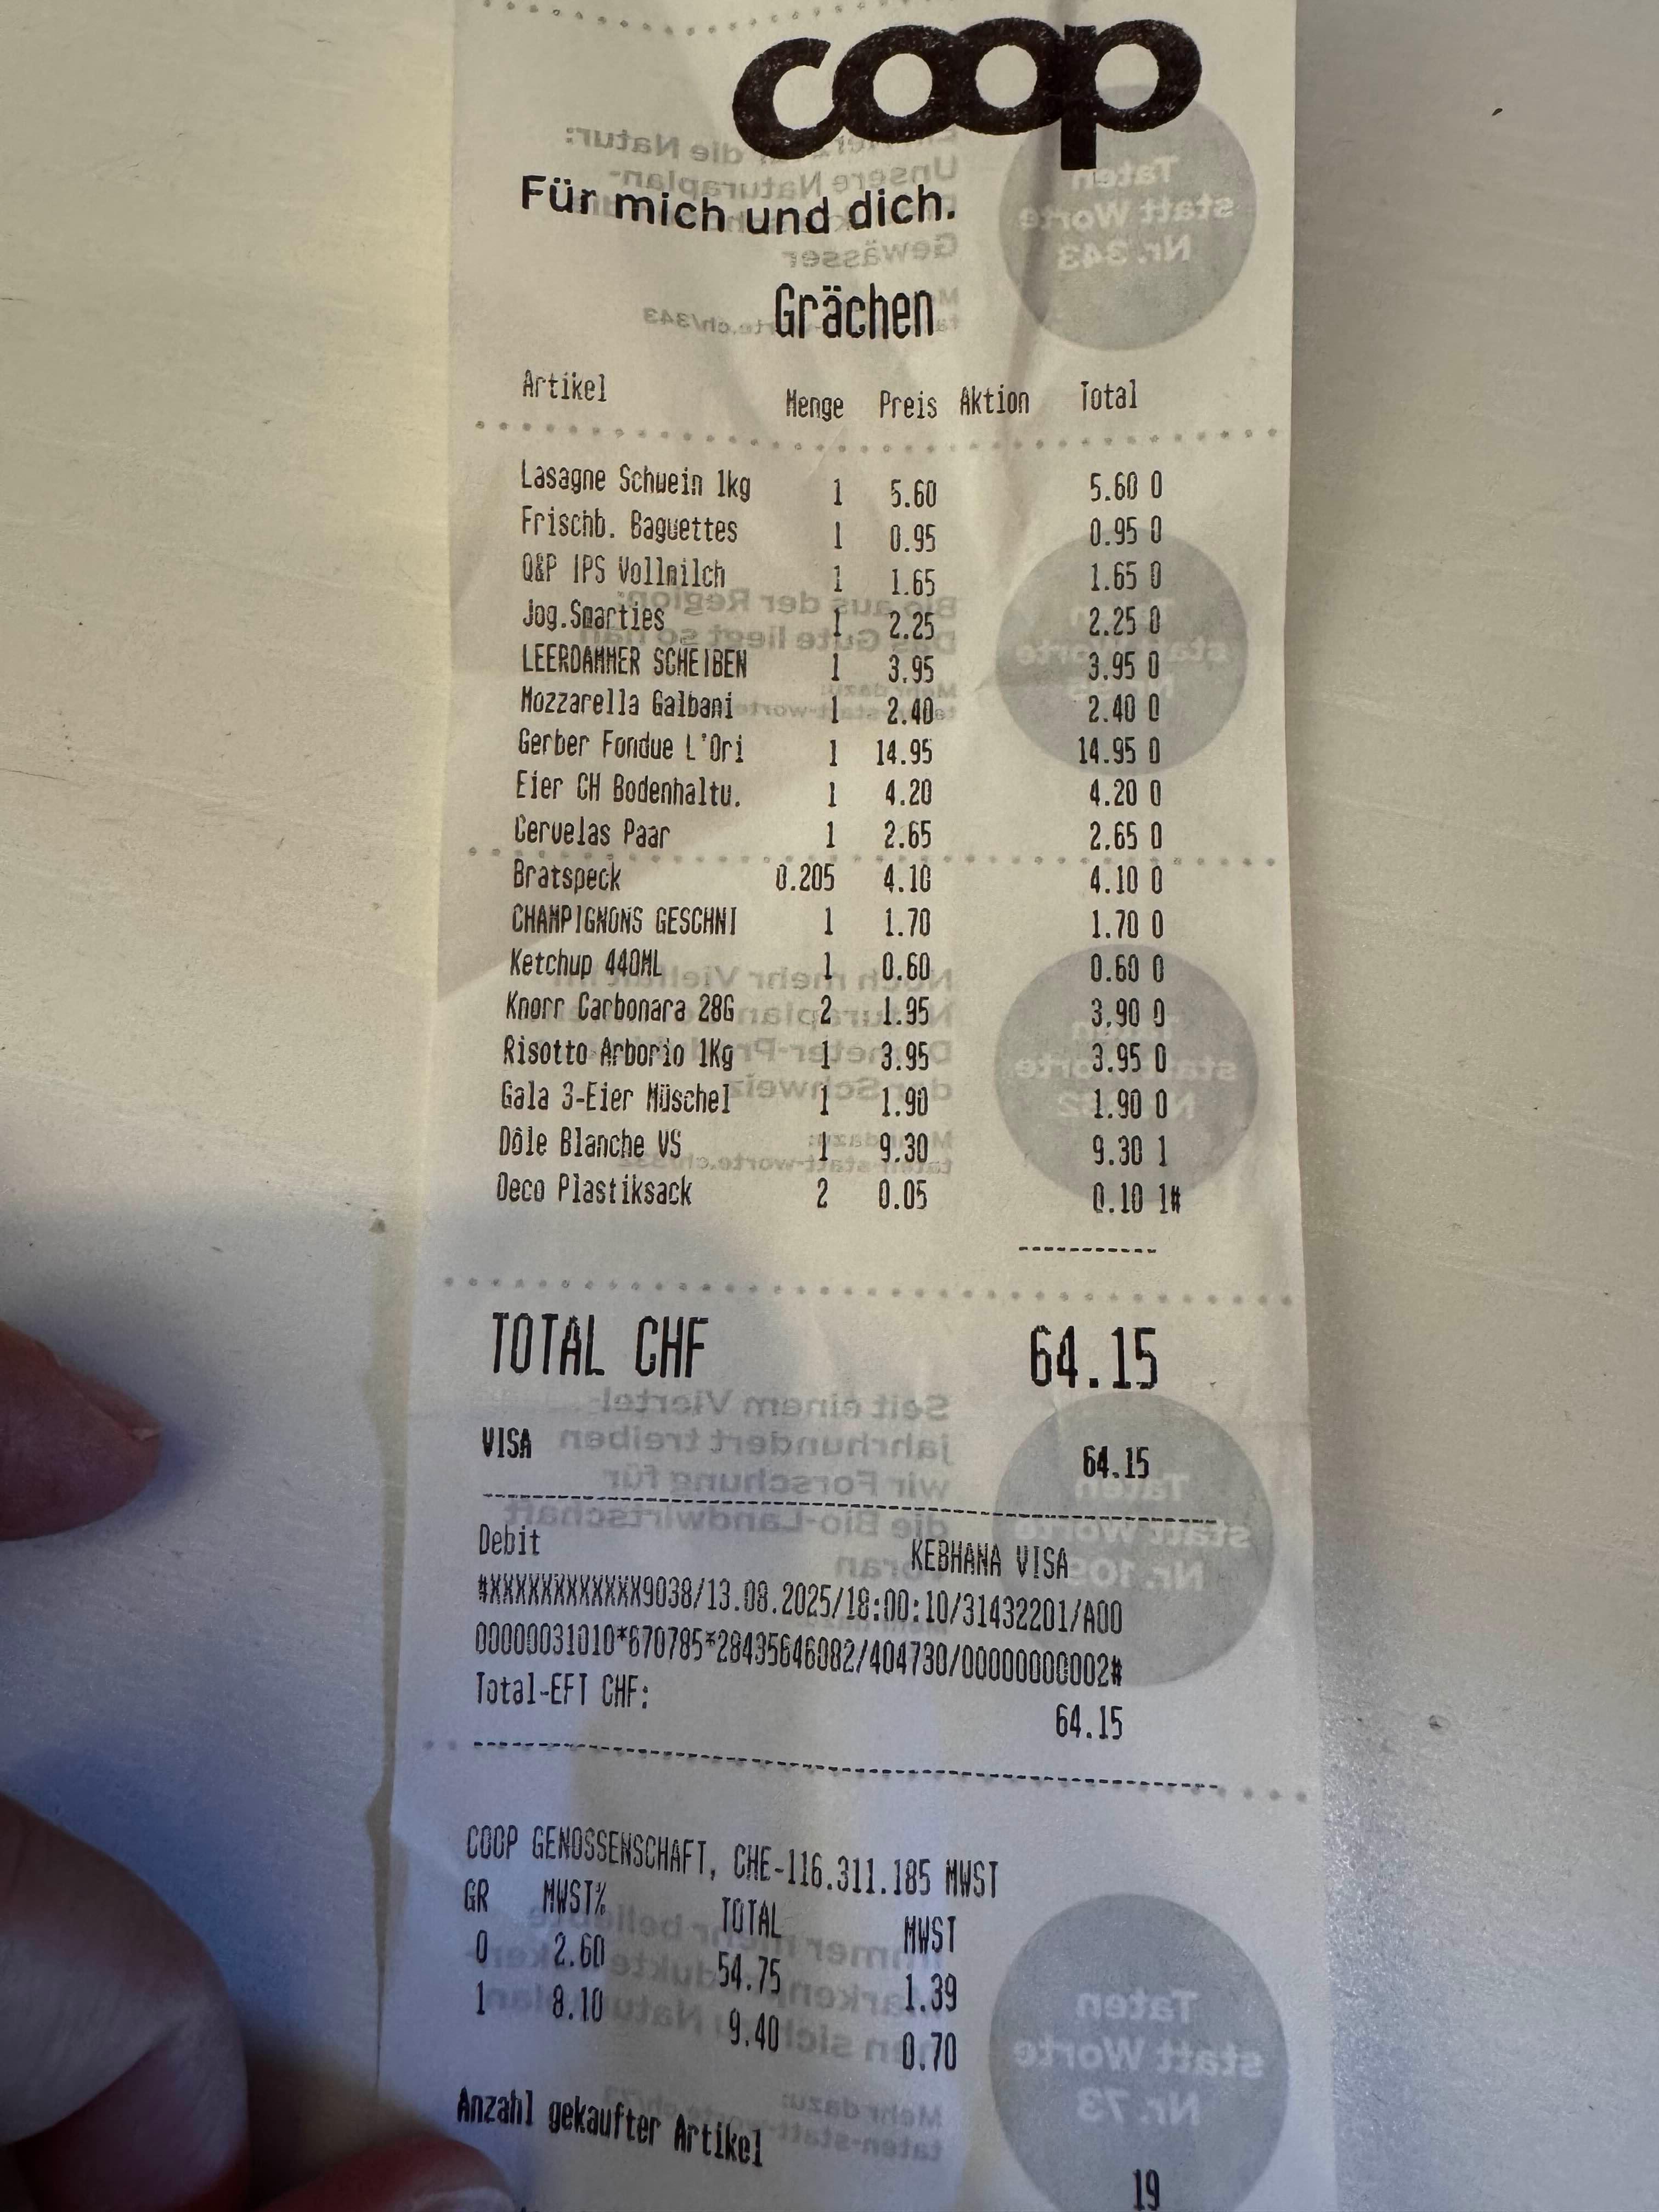 coop
Für mich und dich.
Grächen
Artikel Menge Preis Aktion Total
Lasagne Schwein 1kg 1 5.60 5.60 0
Frischb. Baguettes 1 0.95 0.95 0
Q&P IPS Vollmilch 1 1.65 1.65 0
Jog.Smarties 1 2.25 2.25 0
LEERDAMMER SCHEIBEN 1 3.95 3.95 0
Mozzarella Galbani 1 2.40 2.40 0
Gerber Fondue L'Ori 1 14.95 14.95 0
Eier CH Bodenhaltu. 1 4.20 4.20 0
Cervelas Paar 1 2.65 2.65 0
Bratspeck 0.205 4.10 4.10 0
CHAMPIGNONS GESCHNI 1 1.70 1.70 0
Ketchup 440ML 1 0.60 0.60 0
Knorr Carbonara 28G 2 1.95 3.90 0
Risotto Arborio 1Kg 1 3.95 3.95 0
Gala 3-Eier Müschel 1 1.90 1.90 0
Dôle Blanche VS 1 9.30 9.30 1
Oeco Plastiksack 2 0.05 0.10 1#
TOTAL CHF 64.15
VISA 64.15
Debit KEBHANA VISA
#XXXXXXXXXXXX9038/13.08.2025/18:00:10/31432201/A00
00000031010*670785*28435646082/404730/00000000002#
Total-EFT CHF: 64.15
COOP GENOSSENSCHAFT, CHE-116.311.185 MWST
GR MWST% TOTAL MWST
0 2.60 54.75 1.39
1 8.10 9.40 0.70
Anzahl gekaufter Artikel 19